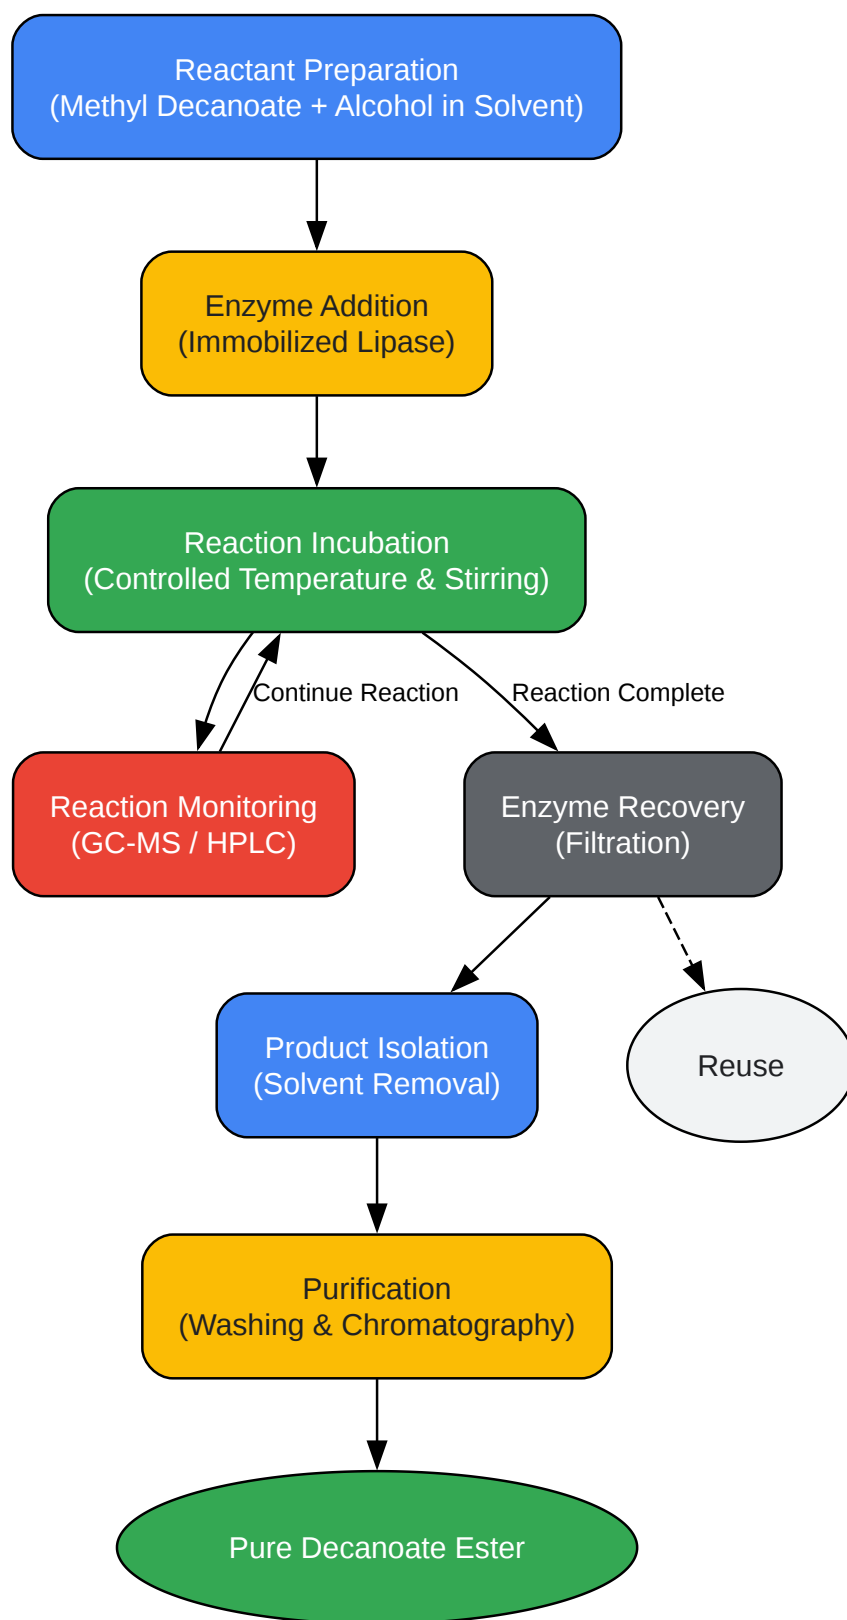 Reactant Preparation
(Methyl Decanoate + Alcohol in Solvent)
Enzyme Addition
(Immobilized Lipase)
Reaction Incubation
(Controlled Temperature & Stirring)
Continue Reaction
Reaction Complete
Reaction Monitoring
(GC-MS / HPLC)
Enzyme Recovery
(Filtration)
Product Isolation
(Solvent Removal)
Reuse
Purification
(Washing & Chromatography)
Pure Decanoate Ester